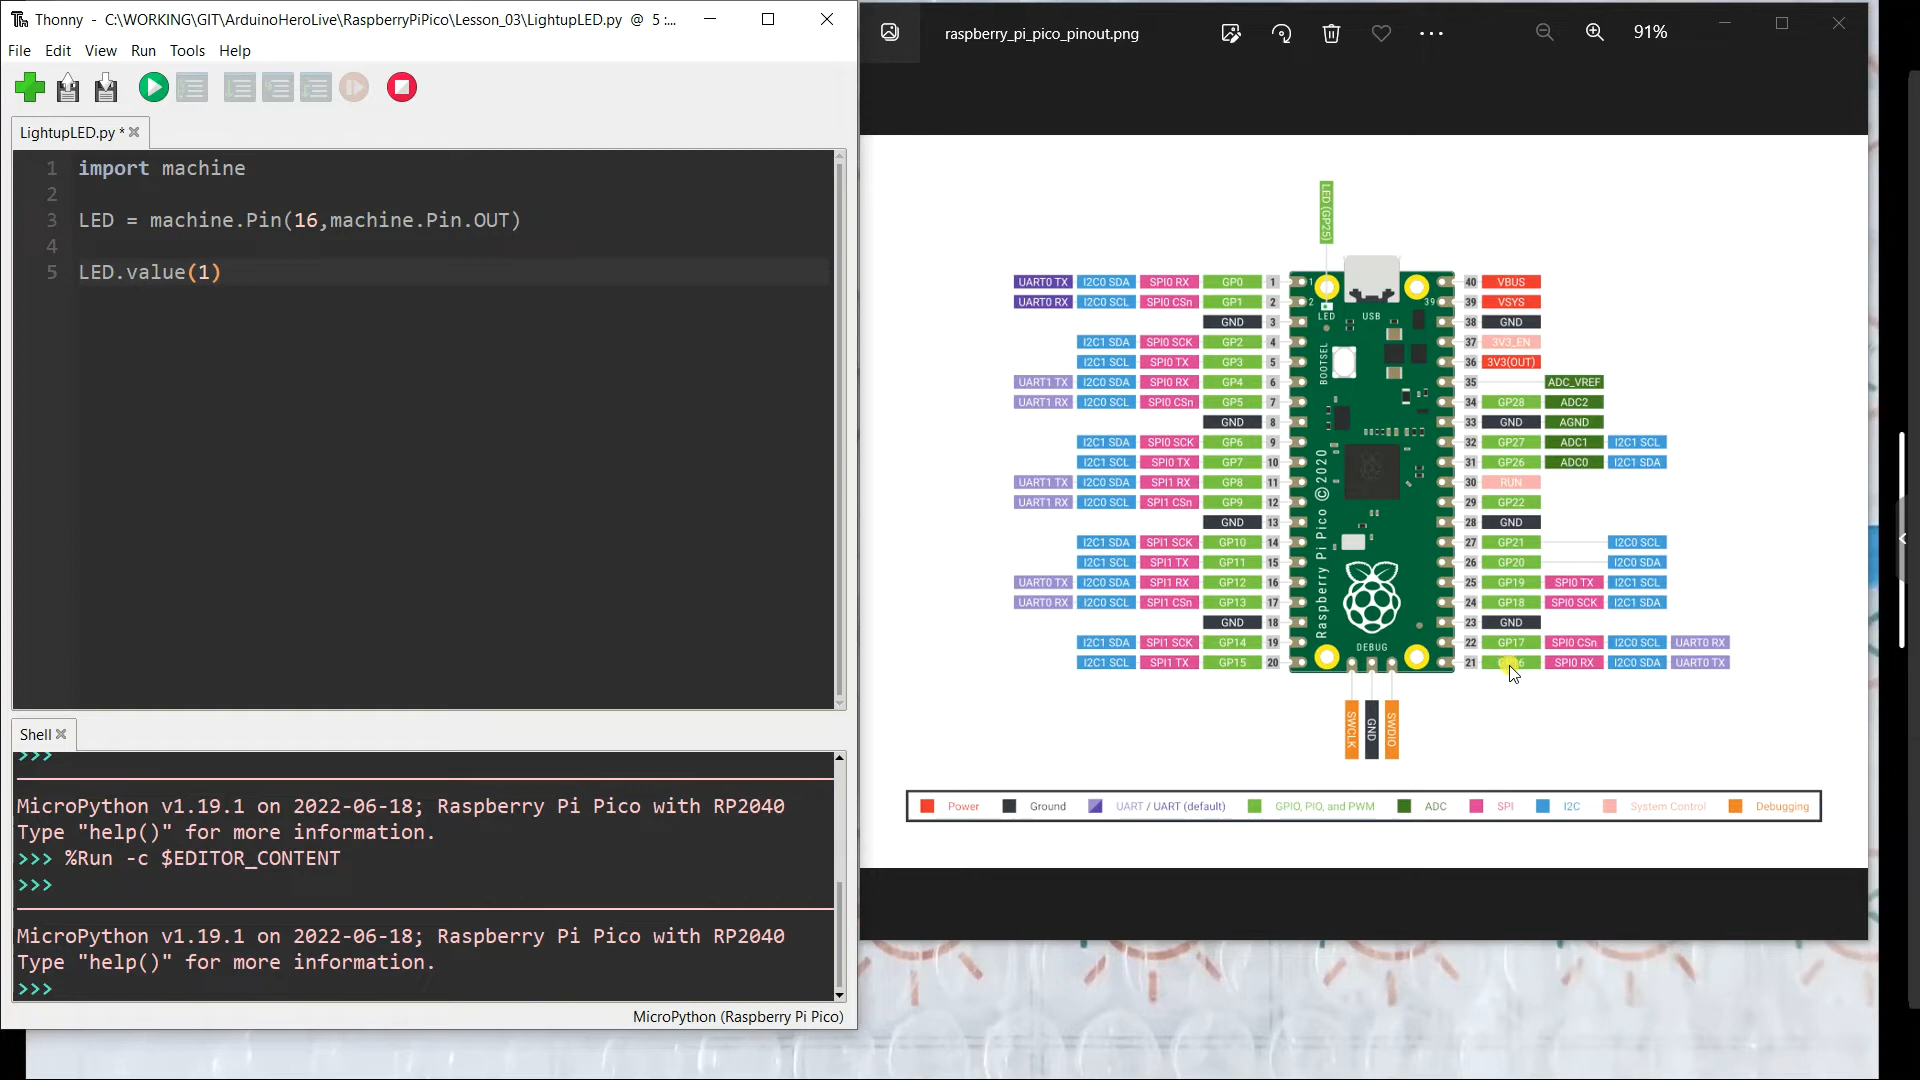 Thonny - C:\WORKING\GIT\ArduinoHeroLive\RaspberryPiPico\Lesson_03\LightupLED.py @ 5 :...
File Edit View Run Tools Help
LightupLED.py *
1 import machine
2
3 LED = machine.Pin(16,machine.Pin.OUT)
4
5 LED.value(1)
Shell
>>>
MicroPython v1.19.1 on 2022-06-18; Raspberry Pi Pico with RP2040
Type "help()" for more information.
>>> %Run -c $EDITOR_CONTENT
>>>
MicroPython v1.19.1 on 2022-06-18; Raspberry Pi Pico with RP2040
Type "help()" for more information.
>>>
MicroPython (Raspberry Pi Pico)
raspberry_pi_pico_pinout.png 91%
LED (GP25)
UART0 TX I2C0 SDA SPI0 RX GP0 1 1 40 VBUS
UART0 RX I2C0 SCL SPI0 CSn GP1 2 2 39 39 VSYS
GND 3 LED USB 38 GND
I2C1 SDA SPI0 SCK GP2 4 37 3V3_EN
I2C1 SCL SPI0 TX GP3 5 BOOTSEL 36 3V3(OUT)
UART1 TX I2C0 SDA SPI0 RX GP4 6 35 ADC_VREF
UART1 RX I2C0 SCL SPI0 CSn GP5 7 34 GP28 ADC2
GND 8 33 GND AGND
I2C1 SDA SPI0 SCK GP6 9 32 GP27 ADC1 I2C1 SCL
I2C1 SCL SPI0 TX GP7 10 31 GP26 ADC0 I2C1 SDA
UART1 TX I2C0 SDA SPI1 RX GP8 11 30 RUN
UART1 RX I2C0 SCL SPI1 CSn GP9 12 29 GP22
GND 13 28 GND
I2C1 SDA SPI1 SCK GP10 14 27 GP21 I2C0 SCL
I2C1 SCL SPI1 TX GP11 15 26 GP20 I2C0 SDA
UART0 TX I2C0 SDA SPI1 RX GP12 16 25 GP19 SPI0 TX I2C1 SCL
UART0 RX I2C0 SCL SPI1 CSn GP13 17 24 GP18 SPI0 SCK I2C1 SDA
GND 18 23 GND
I2C1 SDA SPI1 SCK GP14 19 22 GP17 SPI0 CSn I2C0 SCL UART0 RX
I2C1 SCL SPI1 TX GP15 20 21 SPI0 RX I2C0 SDA UART0 TX
Raspberry Pi Pico ©2020
DEBUG
SWCLK GND SWDIO
Power Ground UART / UART (default) GPIO, PIO, and PWM ADC SPI I2C System Control Debugging